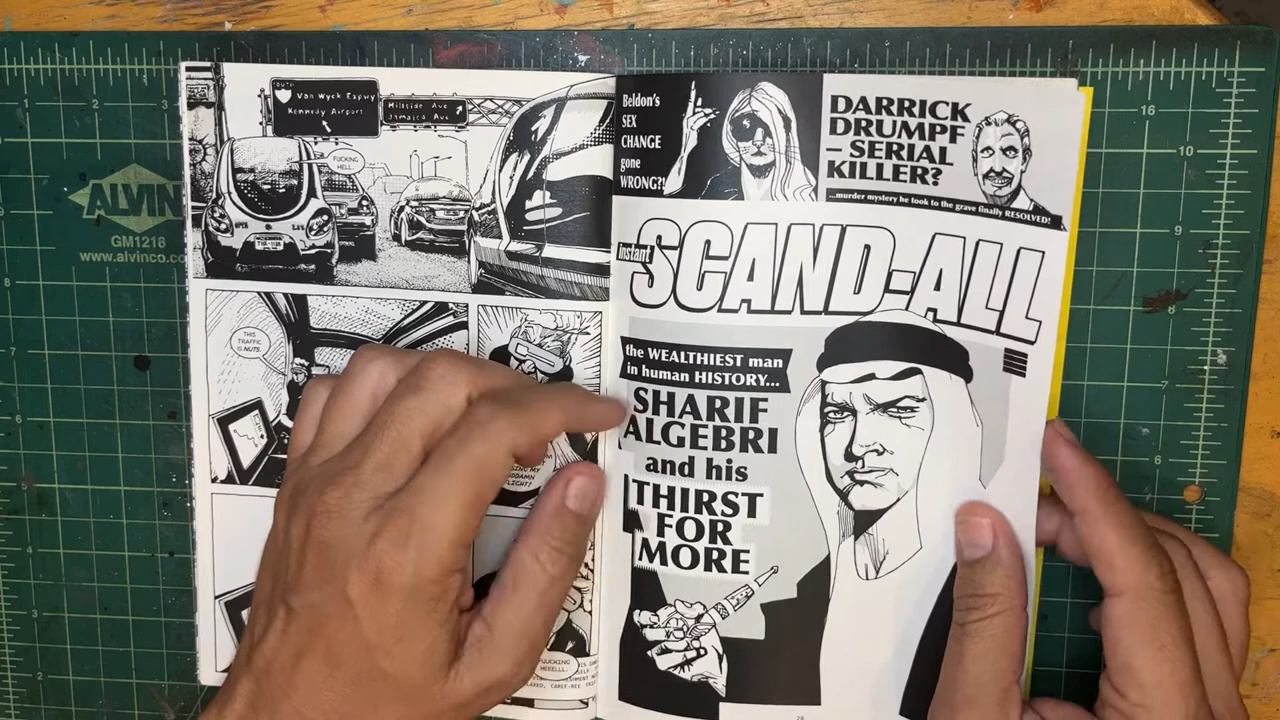 ALVIN
GM1218
www.alvinco
SOUTH
Van Wyck Expwy
Kennedy Airport
Hillside Ave
Jamaica Ave
FUCKING
HELL.
THIS
TRAFFIC
IS NUTS.
FLIGHT!
Beldon's
SEX
CHANGE
gone
WRONG?!
DARRICK
DRUMPF
– SERIAL
KILLER?
...murder mystery he took to the grave finally RESOLVED!
instant
SCAND-ALL
the WEALTHIEST man
in human HISTORY...
SHARIF
ALGEBRI
and his
THIRST
FOR
MORE